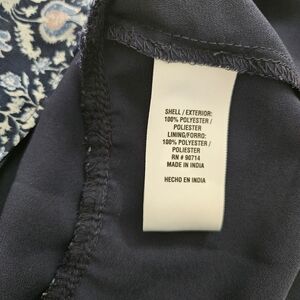 SHELL / EXTERIOR:
100% POLYESTER /
POLIESTER
LINING/FORRO:
100% POLYESTER /
POLIESTER
RN # 90714
MADE IN INDIA
HECHO EN INDIA